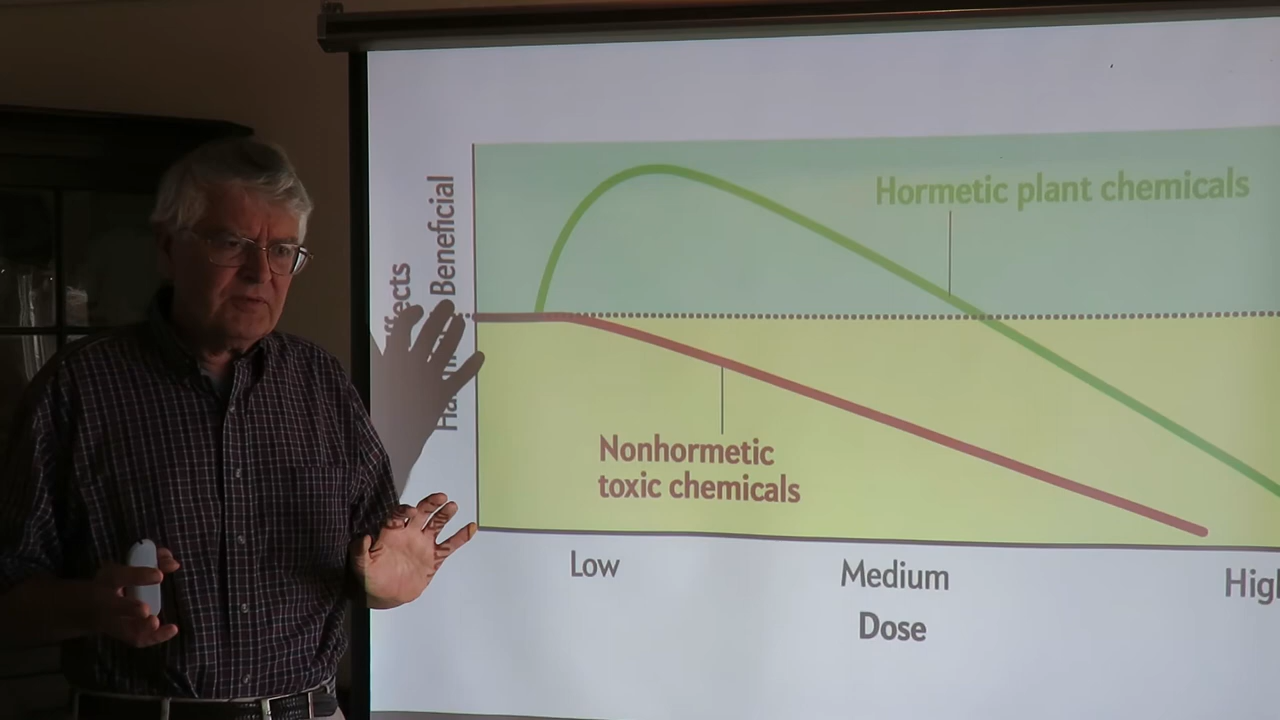 Beneficial
Hormetic plant chemicals
Nonhormetic
toxic chemicals
Low
Medium
Dose